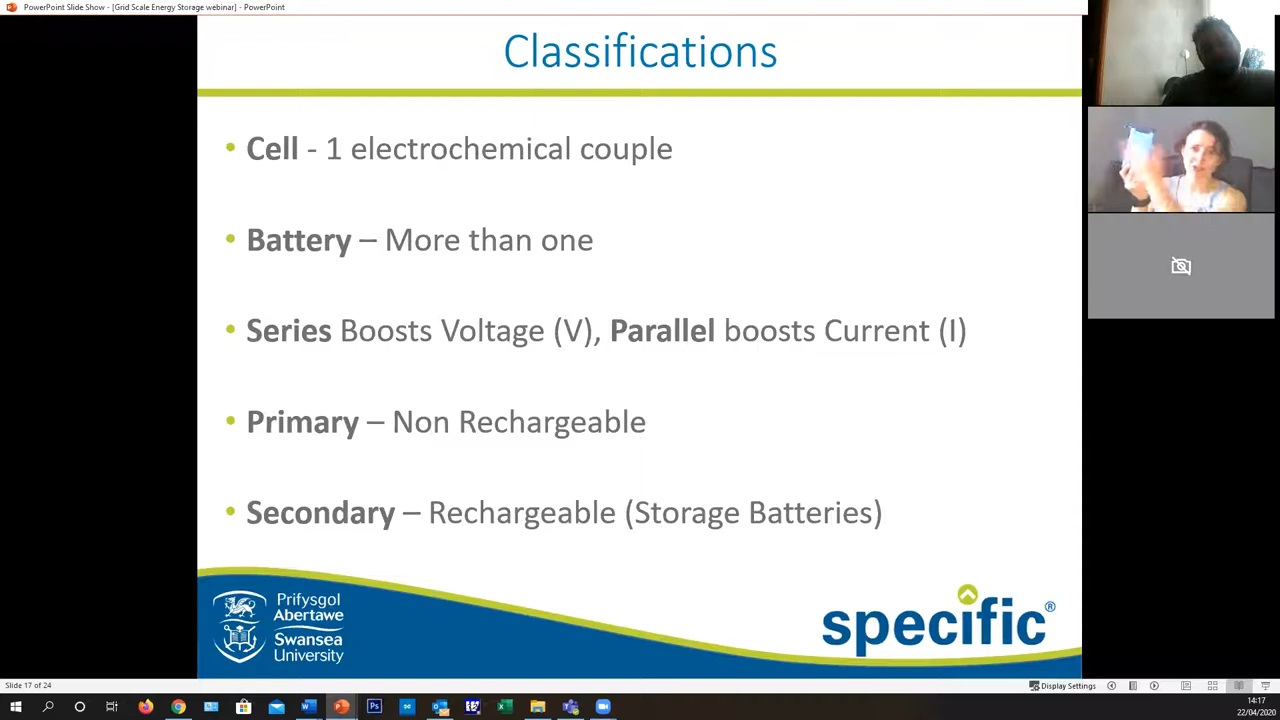 PowerPoint Slide Show - [Grid Scale Energy Storage webinar] - PowerPoint
Classifications
• Cell - 1 electrochemical couple
• Battery – More than one
• Series Boosts Voltage (V), Parallel boosts Current (I)
• Primary – Non Rechargeable
• Secondary – Rechargeable (Storage Batteries)
Prifysgol
Abertawe
Swansea
University
specific®
Slide 17 of 24
Display Settings
14:17
22/04/2020